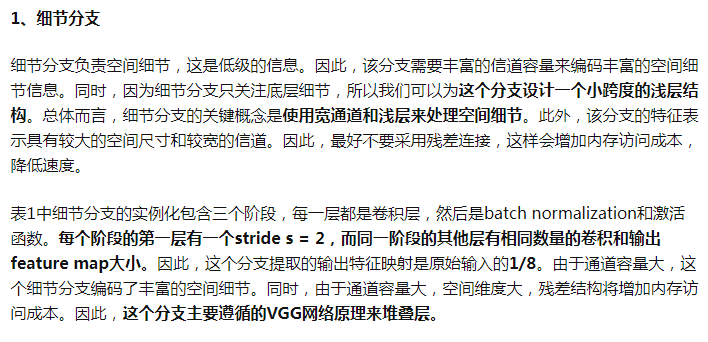 1、细节分支
细节分支负责空间细节，这是低级的信息。因此，该分支需要丰富的信道容量来编码丰富的空间细
节信息。同时，因为细节分支只关注底层细节，所以我们可以为这个分支设计一个小跨度的浅层结
构。总体而言，细节分支的关键概念是使用宽通道和浅层来处理空间细节。此外，该分支的特征表
示具有较大的空间尺寸和较宽的信道。因此，最好不要采用残差连接，这样会增加内存访问成本，
降低速度。
表1中细节分支的实例化包含三个阶段，每一层都是卷积层，然后是batch normalization和激活
函数。每个阶段的第一层有一个stride s = 2，而同一阶段的其他层有相同数量的卷积和输出
feature map大小。因此，这个分支提取的输出特征映射是原始输入的1/8。由于通道容量大，这
个细节分支编码了丰富的空间细节。同时，由于通道容量大，空间维度大，残差结构将增加内存访
问成本。因此，这个分支主要遵循的VGG网络原理来堆叠层。